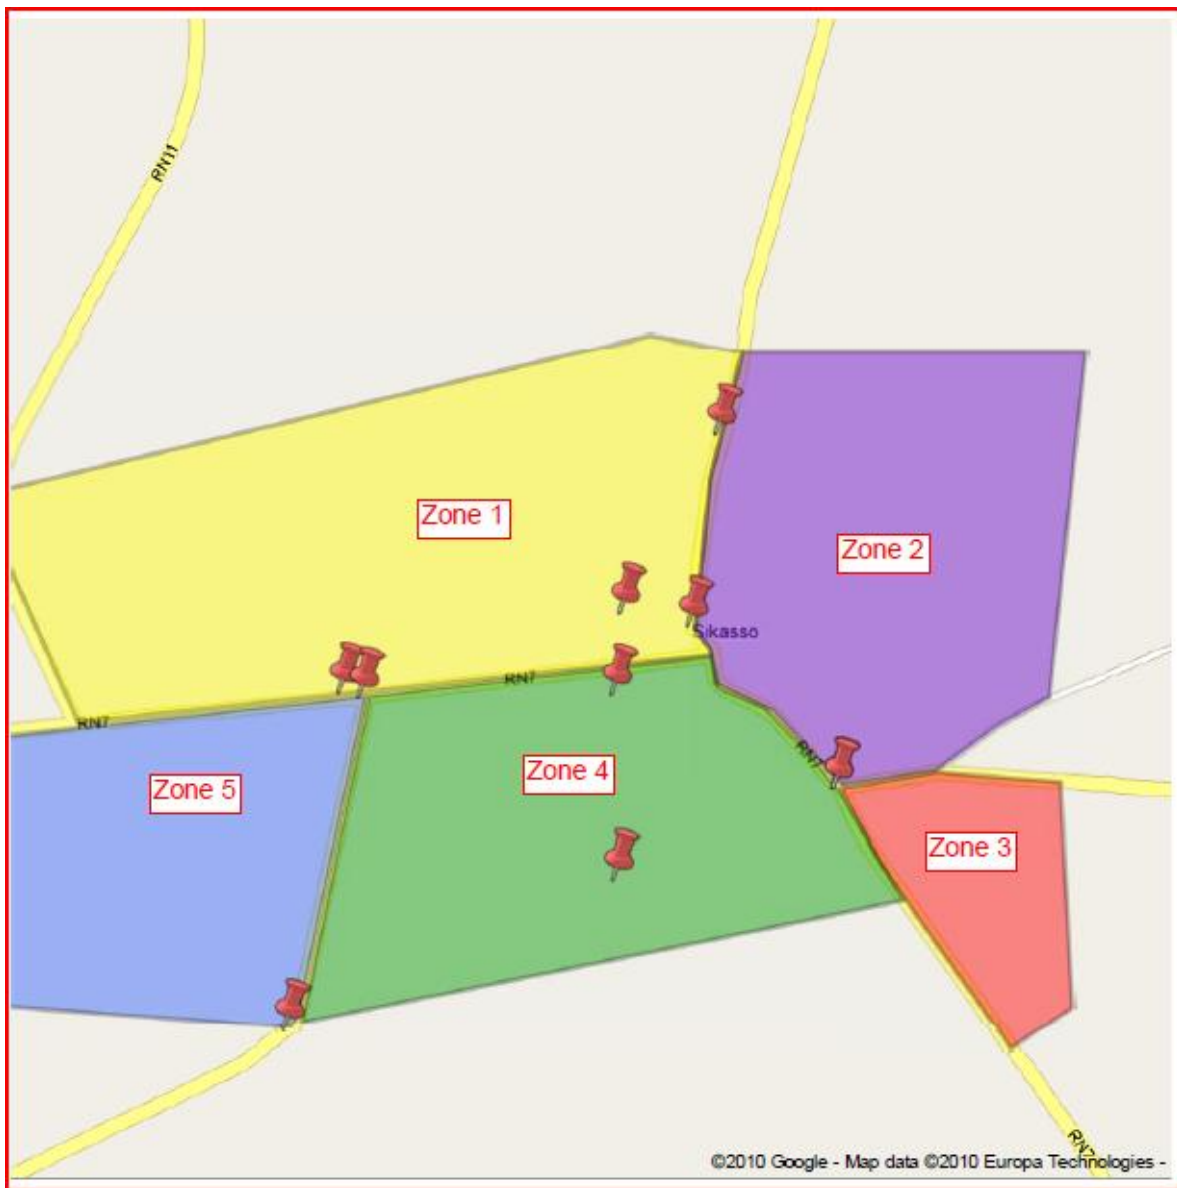 RN11
Zone 1
Zone 2
Sikasso
RN7
RN7
RN7
Zone 5
Zone 4
Zone 3
RN7
©2010 Google - Map data ©2010 Europa Technologies -